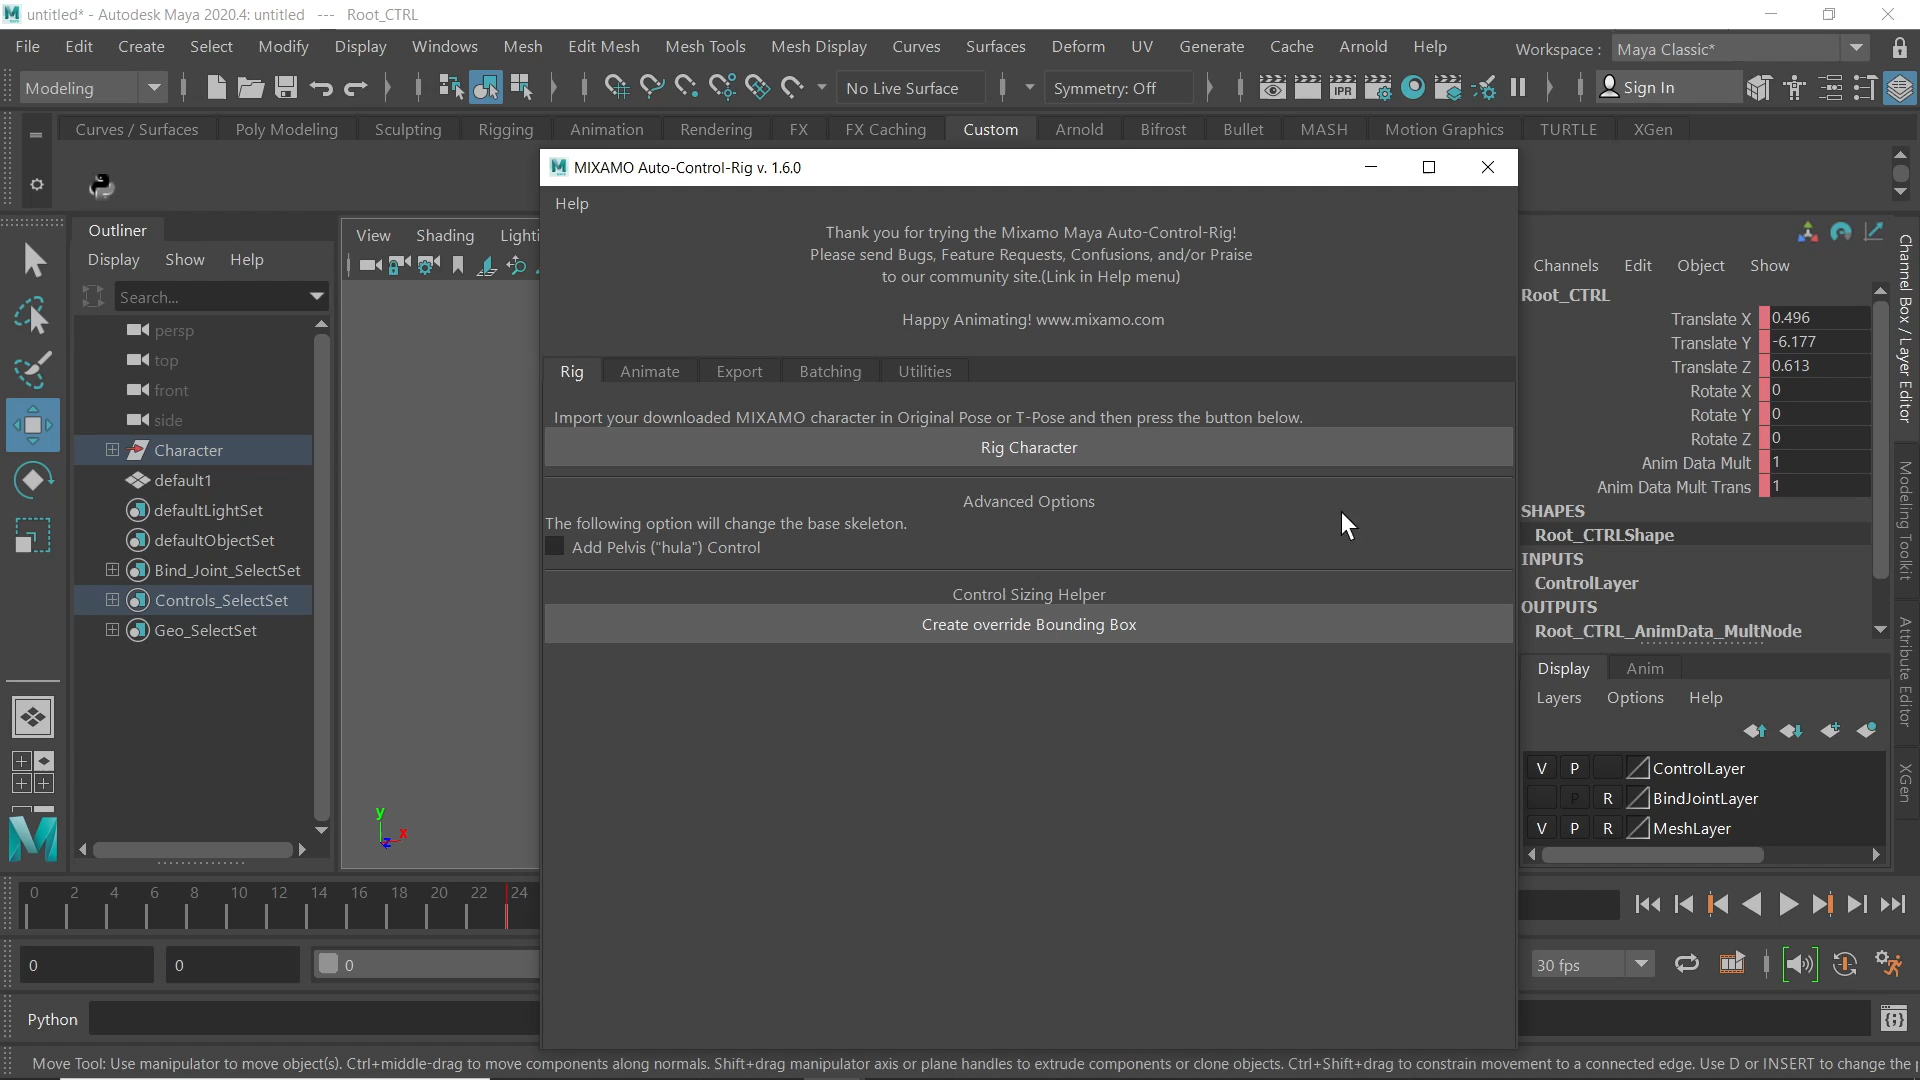 untitled* - Autodesk Maya 2020.4: untitled --- Root_CTRL
File Edit Create Select Modify Display Windows Mesh Edit Mesh Mesh Tools Mesh Display Curves Surfaces Deform UV Generate Cache Arnold Help Workspace : Maya Classic*
Modeling No Live Surface Symmetry: Off IPR Sign In
Curves / Surfaces Poly Modeling Sculpting Rigging Animation Rendering FX FX Caching Custom Arnold Bifrost Bullet MASH Motion Graphics TURTLE XGen
MIXAMO Auto-Control-Rig v. 1.6.0
Help
Thank you for trying the Mixamo Maya Auto-Control-Rig!
Please send Bugs, Feature Requests, Confusions, and/or Praise
to our community site.(Link in Help menu)
Happy Animating! www.mixamo.com
Rig Animate Export Batching Utilities
Import your downloaded MIXAMO character in Original Pose or T-Pose and then press the button below.
Rig Character
Advanced Options
The following option will change the base skeleton.
Add Pelvis ("hula") Control
Control Sizing Helper
Create override Bounding Box
Outliner
Display Show Help
Search...
persp
top
front
side
Character
default1
defaultLightSet
defaultObjectSet
Bind_Joint_SelectSet
Controls_SelectSet
Geo_SelectSet
View Shading Lighti
y
x
z
Channels Edit Object Show
Root_CTRL
Translate X 0.496
Translate Y -6.177
Translate Z 0.613
Rotate X 0
Rotate Y 0
Rotate Z 0
Anim Data Mult 1
Anim Data Mult Trans 1
SHAPES
Root_CTRLShape
INPUTS
ControlLayer
OUTPUTS
Root_CTRL_AnimData_MultNode
Display Anim
Layers Options Help
V P ControlLayer
P R BindJointLayer
V P R MeshLayer
Channel Box / Layer Editor
Modeling Toolkit
Attribute Editor
XGen
0 2 4 6 8 10 12 14 16 18 20 22 24
0 0 0 30 fps
Python
Move Tool: Use manipulator to move object(s). Ctrl+middle-drag to move components along normals. Shift+drag manipulator axis or plane handles to extrude components or clone objects. Ctrl+Shift+drag to constrain movement to a connected edge. Use D or INSERT to change the